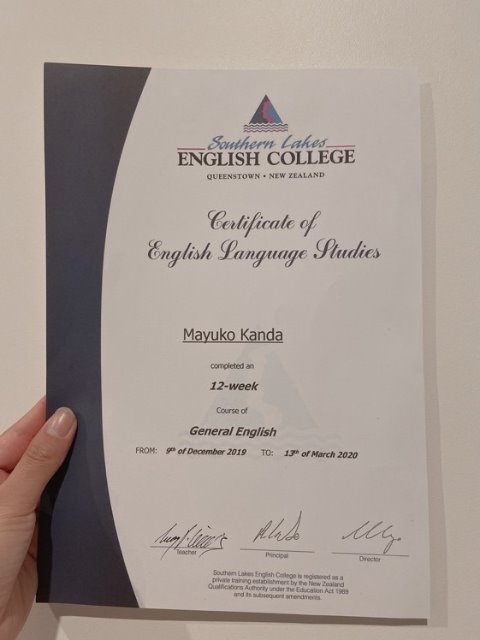 Southern Lakes
ENGLISH COLLEGE
QUEENSTOWN • NEW ZEALAND
Certificate of
English Language Studies
Mayuko Kanda
completed an
12-week
Course of
General English
FROM: 9th of December 2019 TO: 13th of March 2020
Teacher Principal Director
Southern Lakes English College is registered as a
private training establishment by the New Zealand
Qualifications Authority under the Education Act 1989
and its subsequent amendments.